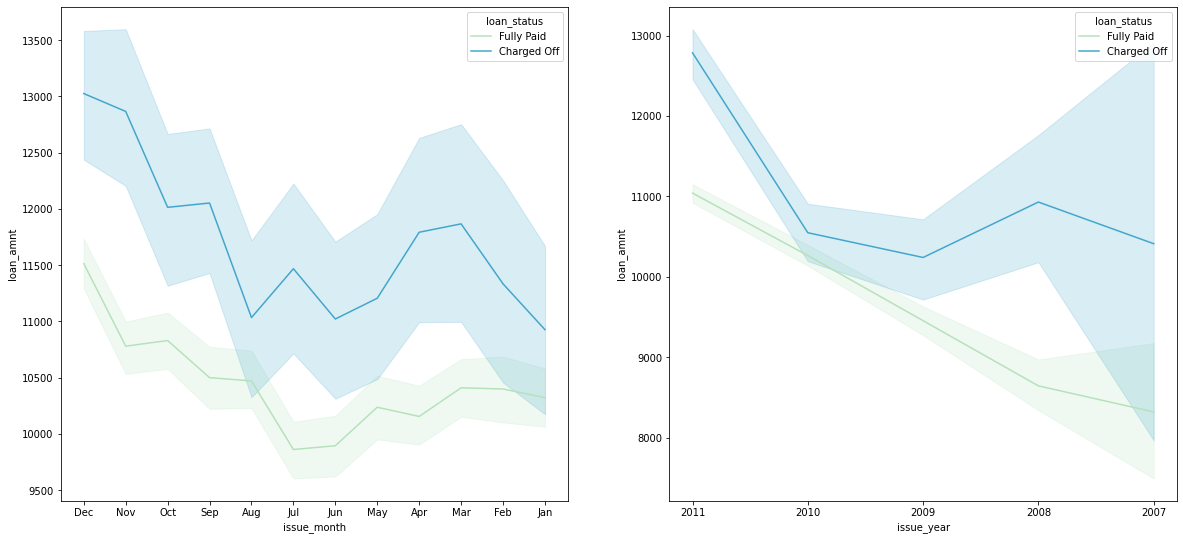 loan_status
Fully Paid
Charged Off
13500
13000
12500
12000
11500
11000
10500
10000
9500
loan_amnt
Dec Nov Oct Sep Aug Jul Jun May Apr Mar Feb Jan
issue_month
loan_status
Fully Paid
Charged Off
13000
12000
11000
10000
9000
8000
loan_amnt
2011 2010 2009 2008 2007
issue_year